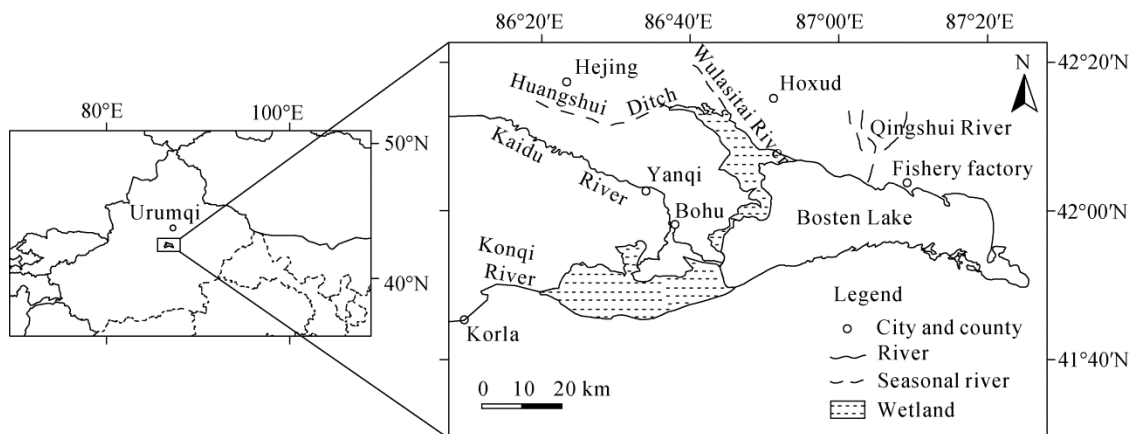 80°E
100°E
50°N
40°N
Urumqi
86°20′E
86°40′E
87°00′E
87°20′E
42°20′N
42°00′N
41°40′N
N
Hejing
Huangshui Ditch
Wulasitai River
Hoxud
Qingshui River
Fishery factory
Kaidu River
Yanqi
Bohu
Bosten Lake
Konqi
River
Korla
0 10 20 km
Legend
City and county
River
Seasonal river
Wetland